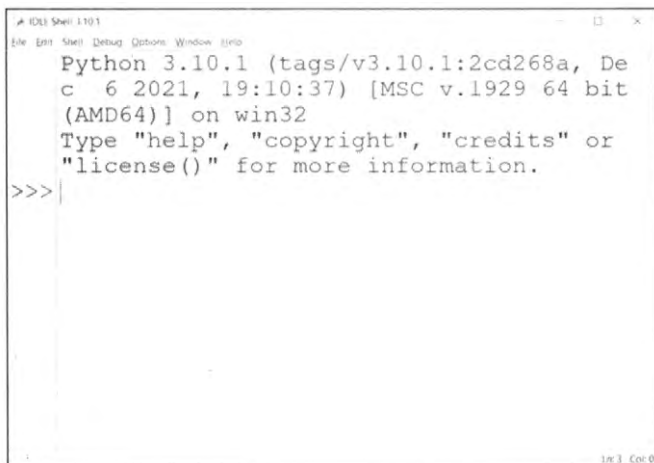 IDLE Shell 3.10.1
File Edit Shell Debug Options Window Help
Python 3.10.1 (tags/v3.10.1:2cd268a, De
c 6 2021, 19:10:37) [MSC v.1929 64 bit
(AMD64)] on win32
Type "help", "copyright", "credits" or
"license()" for more information.
>>>
Ln: 3 Col: 0